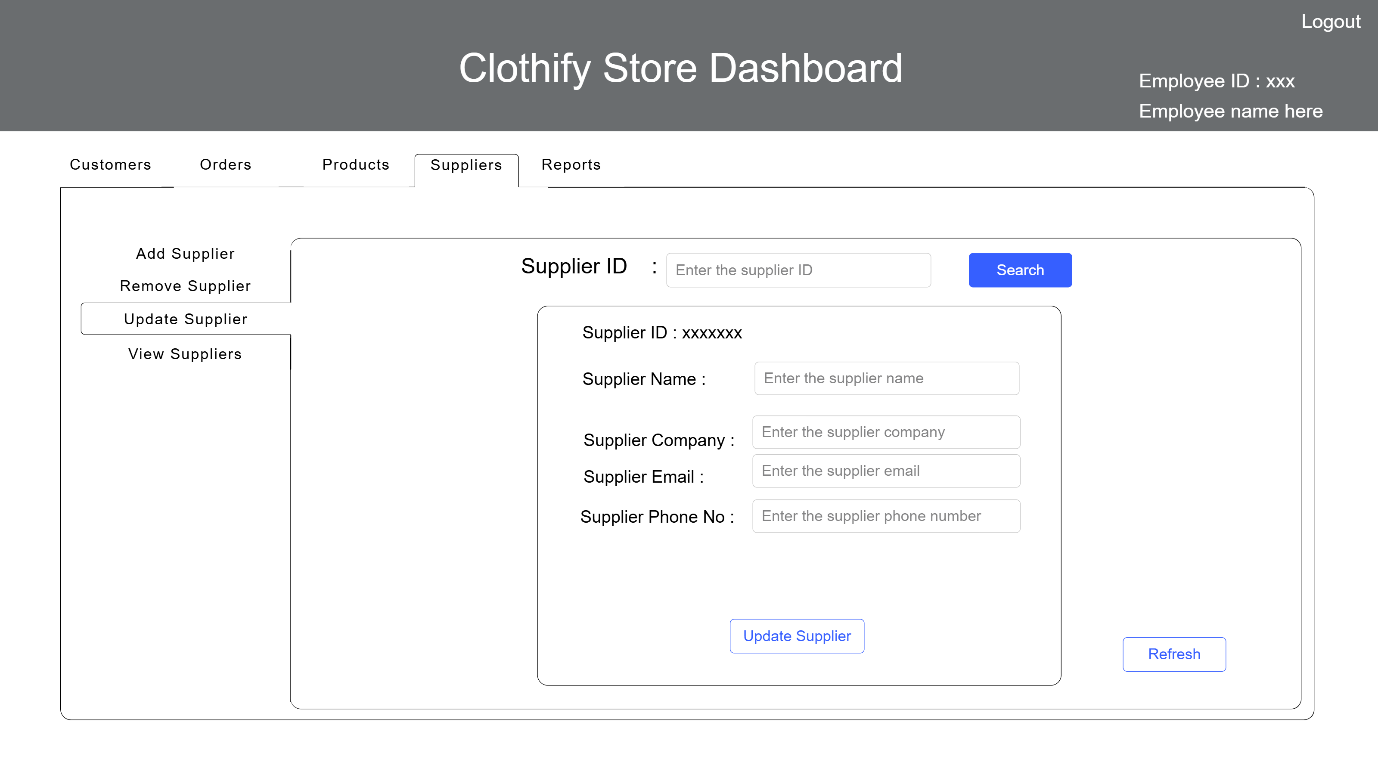 Logout
Clothify Store Dashboard
Employee ID : xxx
Employee name here
Customers Orders Products Suppliers Reports
Add Supplier
Remove Supplier
Update Supplier
View Suppliers
Supplier ID : Enter the supplier ID Search
Supplier ID : xxxxxxx
Supplier Name : Enter the supplier name
Supplier Company : Enter the supplier company
Supplier Email : Enter the supplier email
Supplier Phone No : Enter the supplier phone number
Update Supplier
Refresh